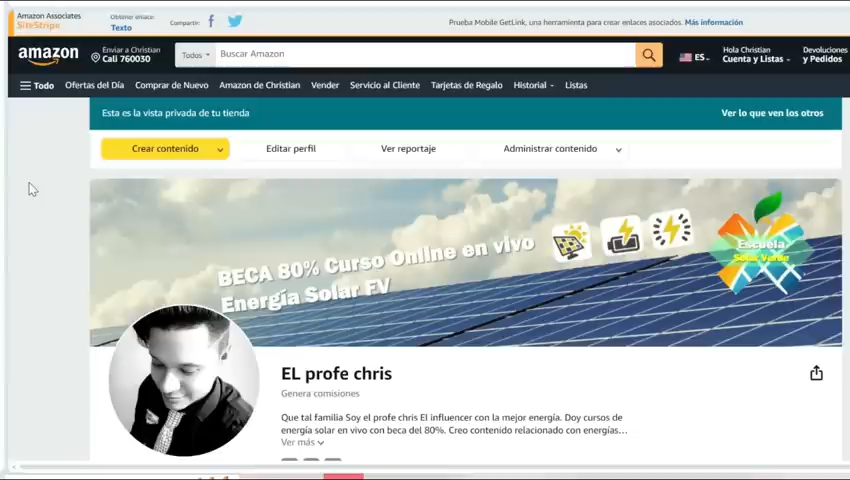 Amazon Associates
SiteStripe
Obtener enlace:
Texto
Compartir:
Prueba Mobile GetLink, una herramienta para crear enlaces asociados. Más información
amazon
Enviar a Christian
Cali 760030
Todos
Buscar Amazon
ES
Hola Christian
Cuenta y Listas
Devoluciones
y Pedidos
Todo
Ofertas del Día
Comprar de Nuevo
Amazon de Christian
Vender
Servicio al Cliente
Tarjetas de Regalo
Historial
Listas
Esta es la vista privada de tu tienda
Ver lo que ven los otros
Crear contenido
Editar perfil
Ver reportaje
Administrar contenido
BECA 80% Curso Online en vivo
Energía Solar FV
Escuela
Solar Verde
EL profe chris
Genera comisiones
Que tal familia Soy el profe chris El influencer con la mejor energía. Doy cursos de
energía solar en vivo con beca del 80%. Creo contenido relacionado con energías...
Ver más